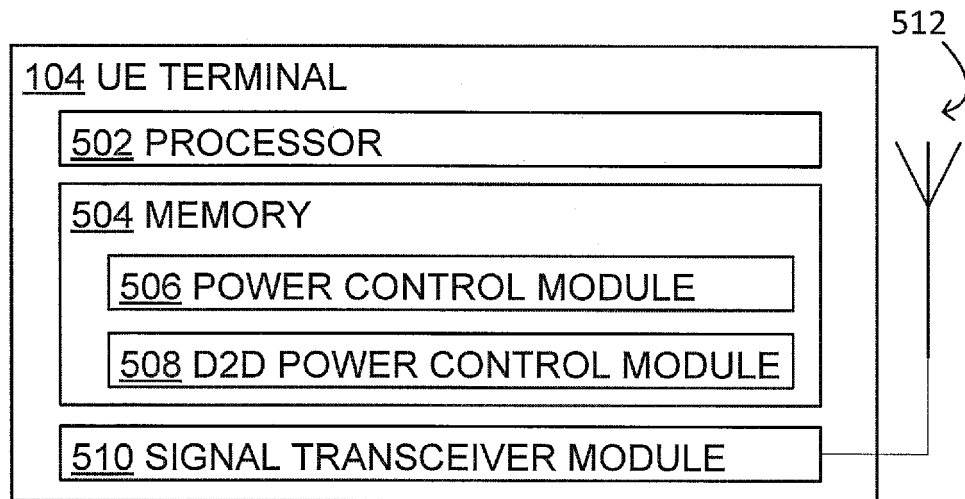 512
104 UE TERMINAL
502 PROCESSOR
504 MEMORY
506 POWER CONTROL MODULE
508 D2D POWER CONTROL MODULE
510 SIGNAL TRANSCEIVER MODULE